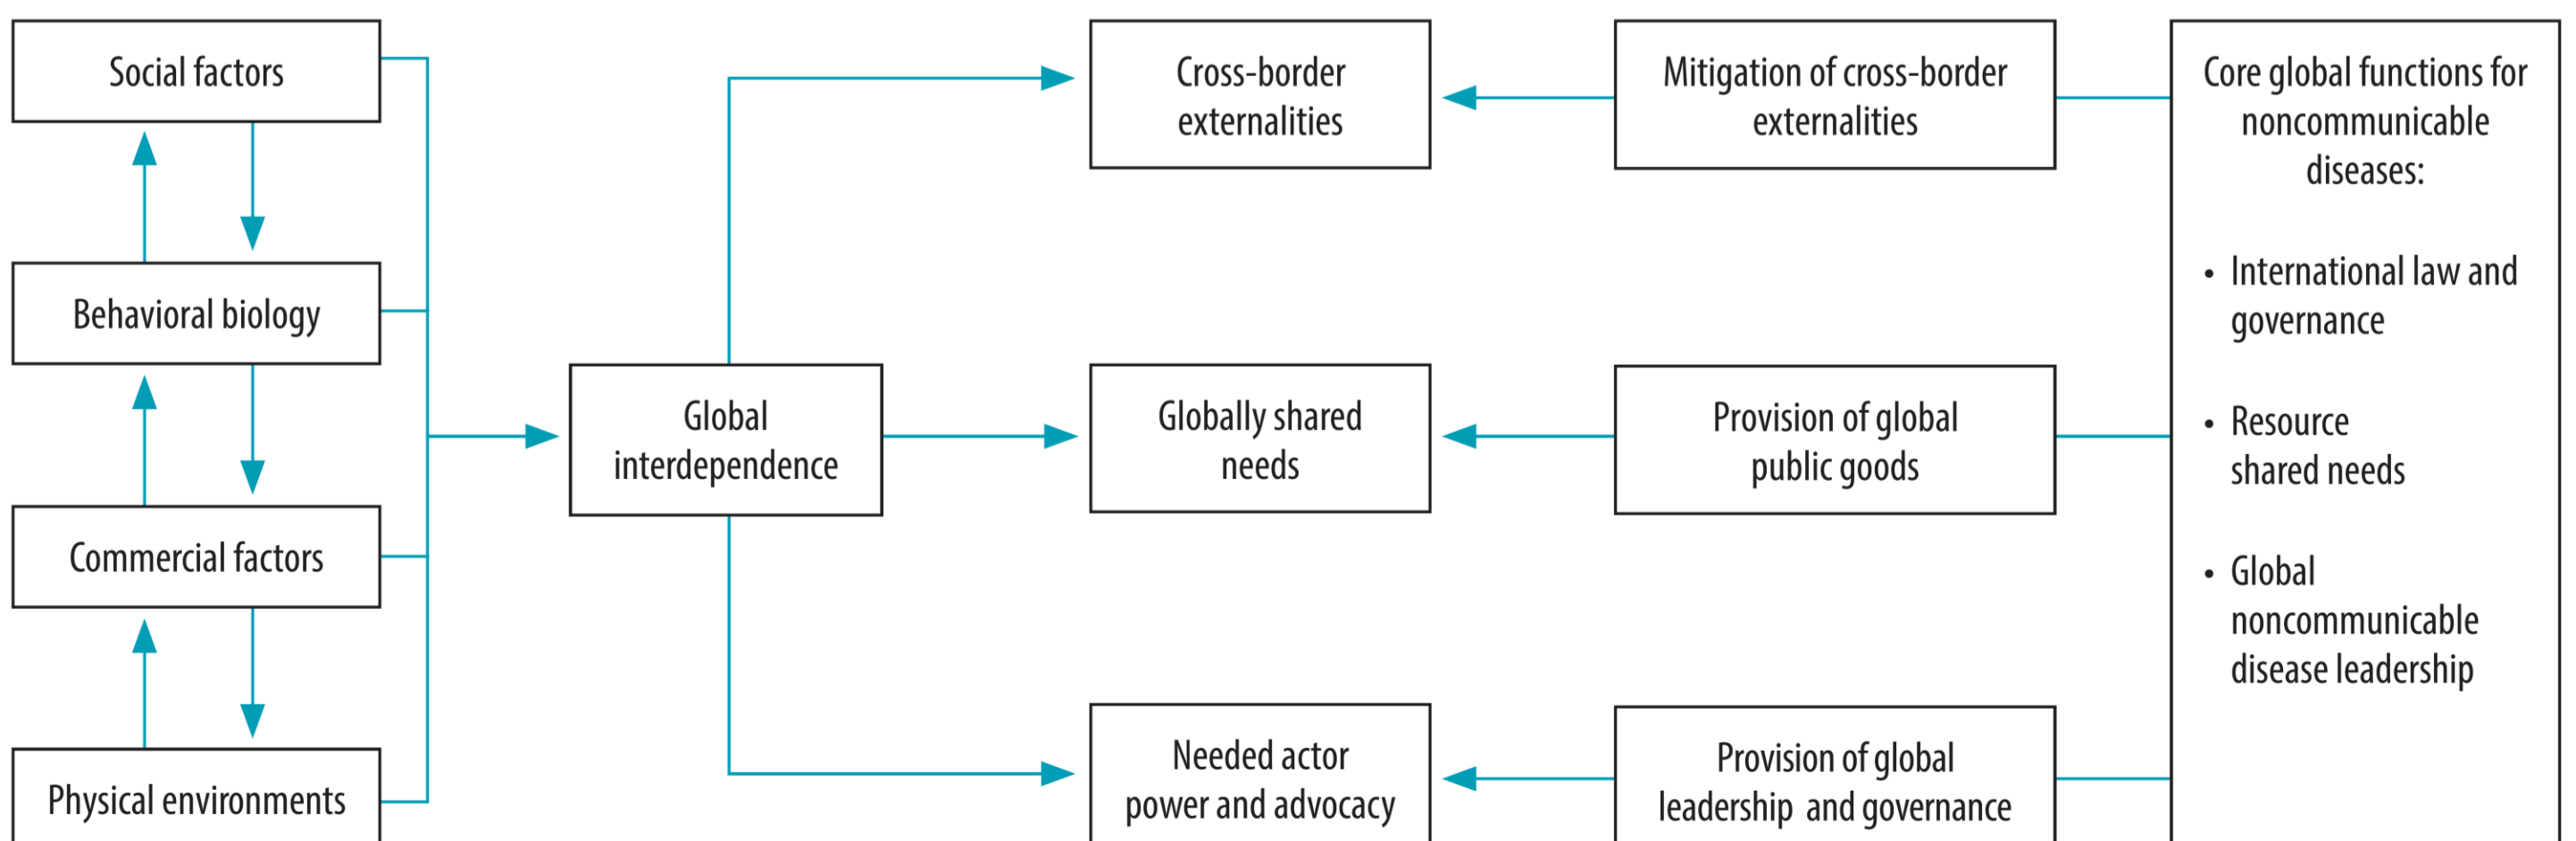 Social factors
Behavioral biology
Commercial factors
Physical environments
Global
interdependence
Cross-border
externalities
Globally shared
needs
Needed actor
power and advocacy
Mitigation of cross-border
externalities
Provision of global
public goods
Provision of global
leadership and governance
Core global functions for
noncommunicable
diseases:
• International law and
governance
• Resource
shared needs
• Global
noncommunicable
disease leadership